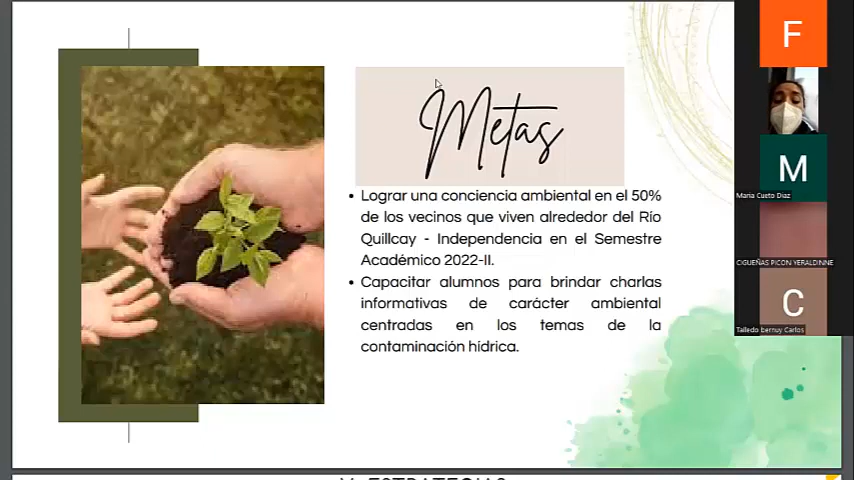 Metas
• Lograr una conciencia ambiental en el 50%
de los vecinos que viven alrededor del Río
Quillcay - Independencia en el Semestre
Académico 2022-II.
• Capacitar alumnos para brindar charlas
informativas de carácter ambiental
centradas en los temas de la
contaminación hídrica.
F
M
Maria Cueto Diaz
CIGUEÑAS PICON YERALDINNE
C
Talledo bernuy Carlos
V. ESTRATEGIAS